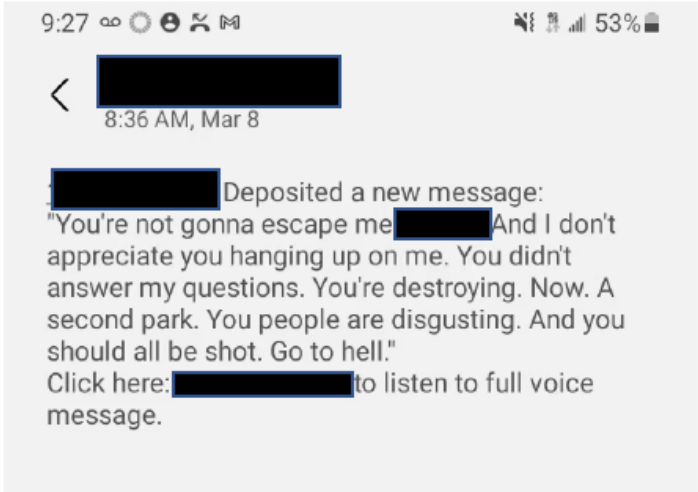 9:27 53%
8:36 AM, Mar 8
Deposited a new message:
"You're not gonna escape me And I don't
appreciate you hanging up on me. You didn't
answer my questions. You're destroying. Now. A
second park. You people are disgusting. And you
should all be shot. Go to hell."
Click here: to listen to full voice
message.